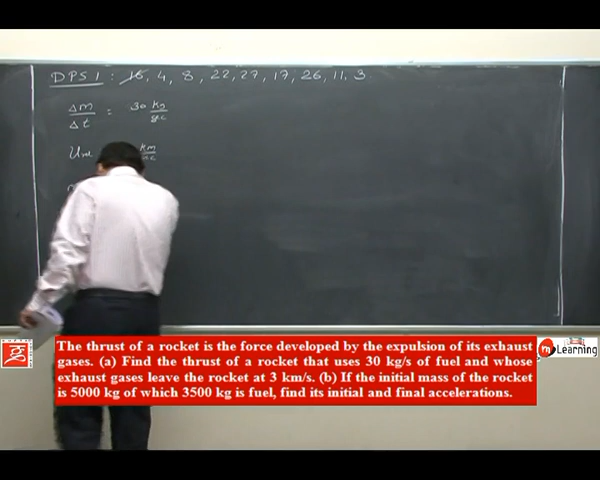 DPS 1 : 15, 4, 8, 22, 27, 17, 26, 11, 3
Δm/Δt = 30 kg/sec
km
The thrust of a rocket is the force developed by the expulsion of its exhaust
gases. (a) Find the thrust of a rocket that uses 30 kg/s of fuel and whose
exhaust gases leave the rocket at 3 km/s. (b) If the initial mass of the rocket
is 5000 kg of which 3500 kg is fuel, find its initial and final accelerations.
Learning